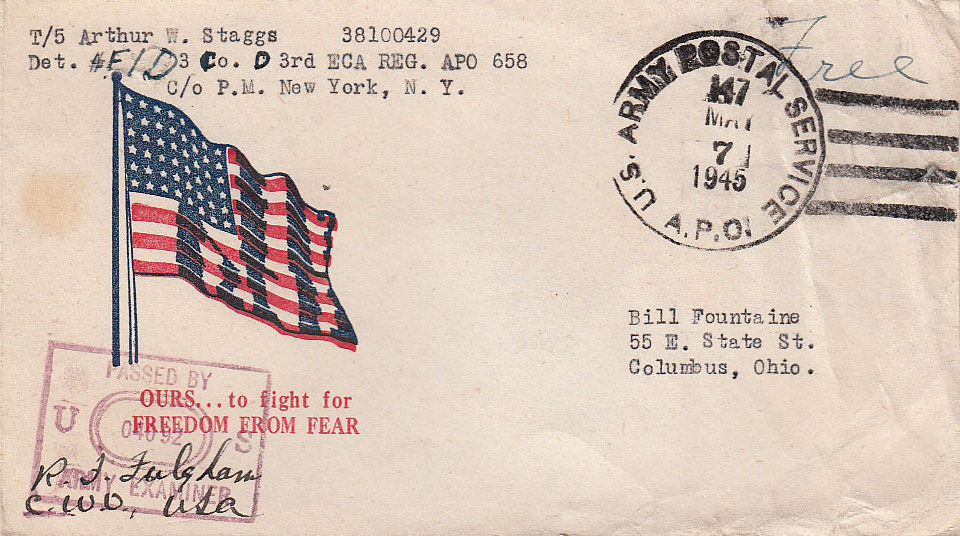 T/5 Arthur W. Staggs 38100429
Det. #F1D3 Co. D 3rd ECA REG. APO 658
C/o P.M. New York, N. Y.
Free
U.S. ARMY POSTAL SERVICE
MAY
7
1945
A.P.O.
Bill Fountaine
55 E. State St.
Columbus, Ohio.
PASSED BY
U S
ARMY EXAMINER
OURS...to fight for
FREEDOM FROM FEAR
R. F. Fulgham
C.W.O., USA